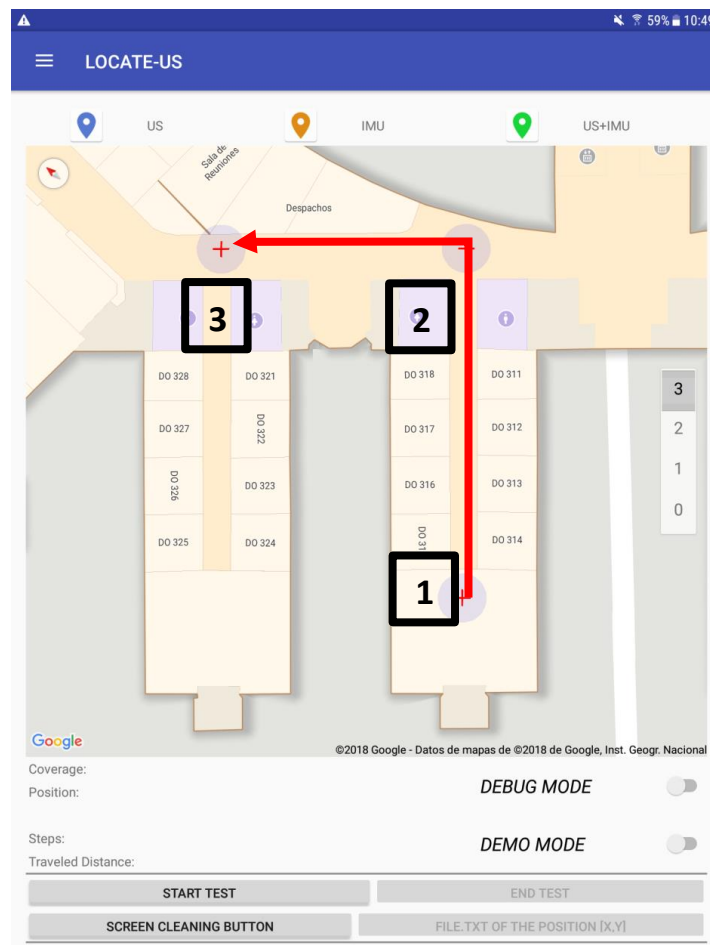 59% 10:49
LOCATE-US
US IMU US+IMU
Sala de
Reuniones
Despachos
3 2
DO 328 DO 321 DO 318 DO 311
3
DO 327 DO 322 DO 317 DO 312
2
DO 326 DO 323 DO 316 DO 313
1
0
DO 325 DO 324 DO 314
1
Google
©2018 Google - Datos de mapas de ©2018 de Google, Inst. Geogr. Nacional
Coverage:
Position:
DEBUG MODE
Steps:
DEMO MODE
Traveled Distance:
START TEST END TEST
SCREEN CLEANING BUTTON FILE.TXT OF THE POSITION [X,Y]